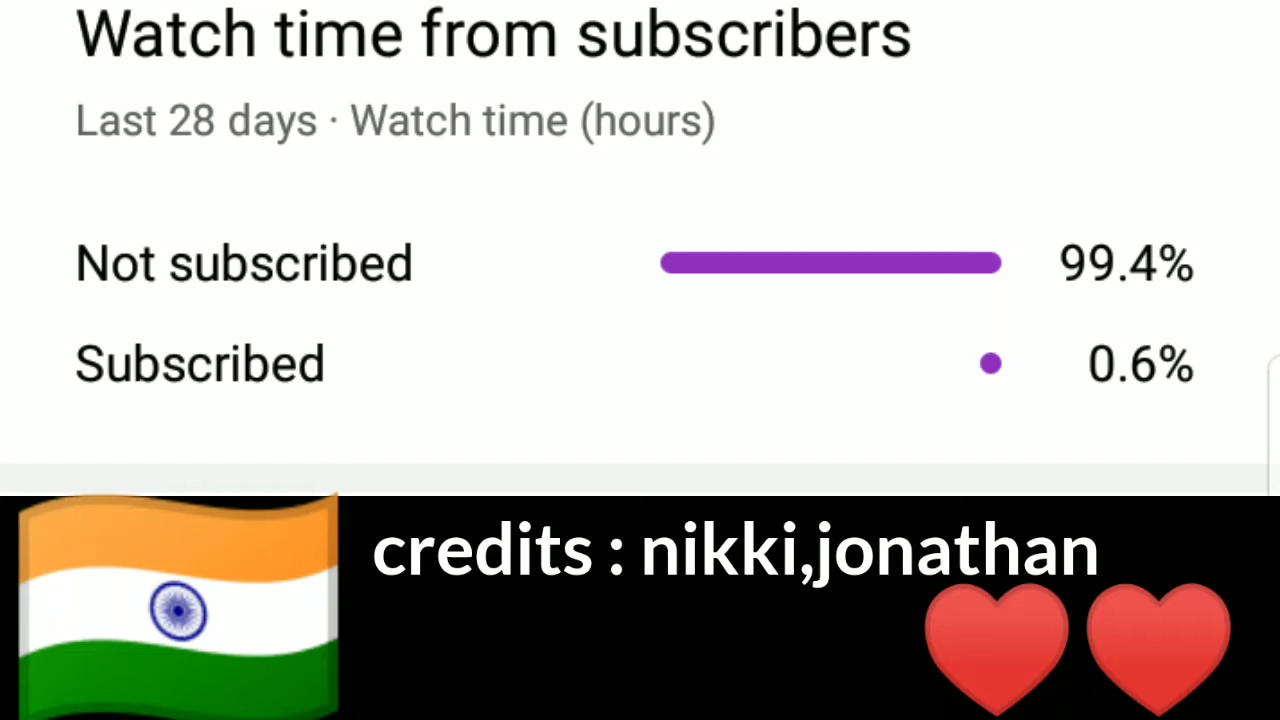 Watch time from subscribers
Last 28 days · Watch time (hours)
Not subscribed 99.4%
Subscribed 0.6%
credits : nikki,jonathan